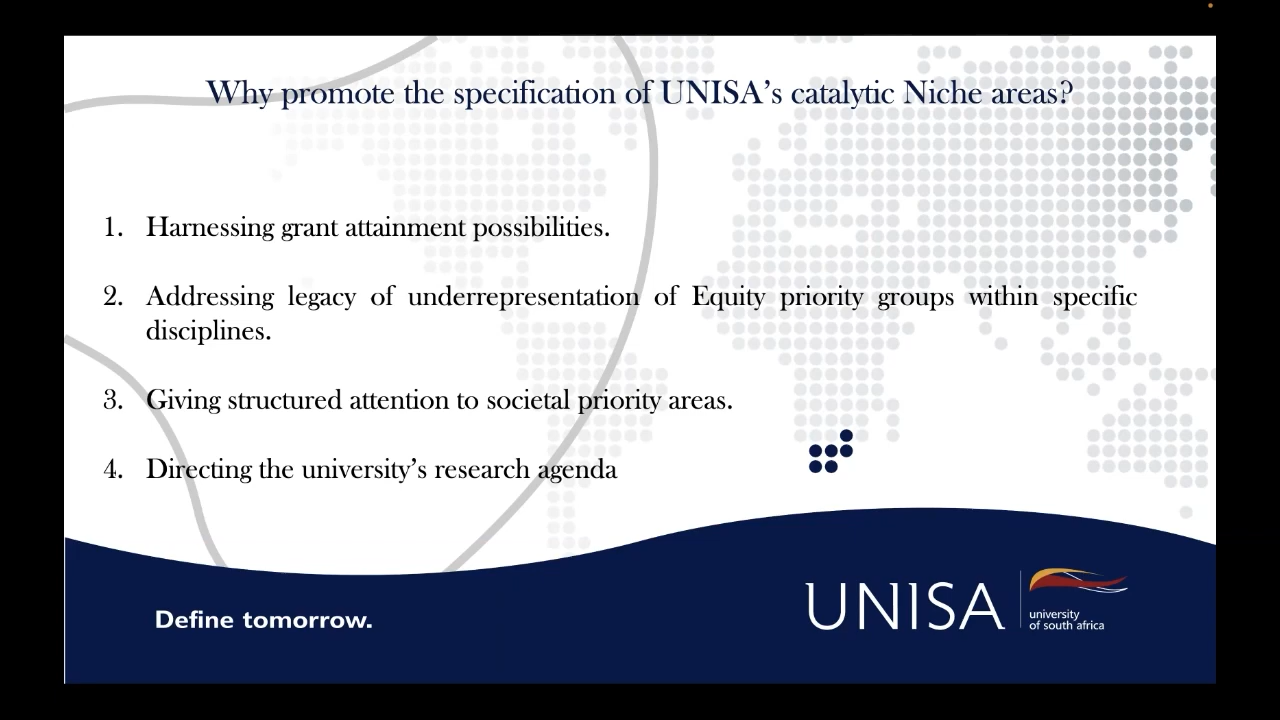 Why promote the specification of UNISA’s catalytic Niche areas?
1. Harnessing grant attainment possibilities.
2. Addressing legacy of underrepresentation of Equity priority groups within specific
disciplines.
3. Giving structured attention to societal priority areas.
4. Directing the university’s research agenda
Define tomorrow.
UNISA
university
of south africa